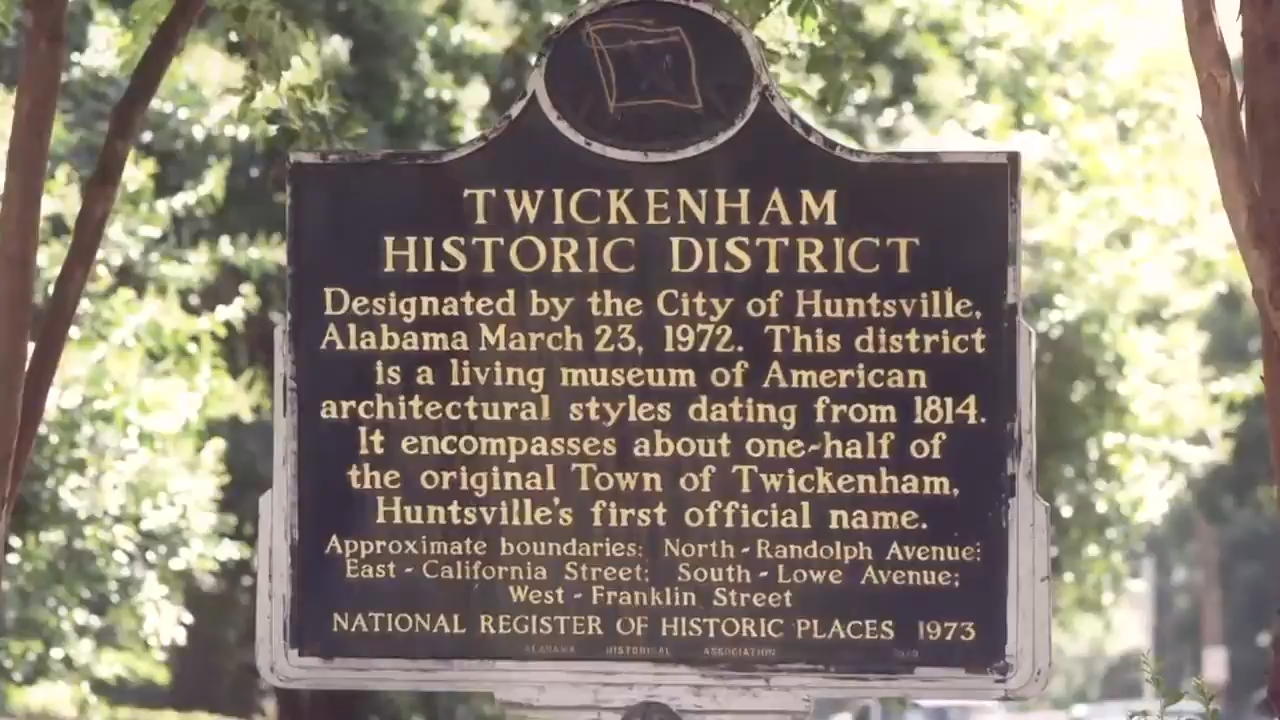 TWICKENHAM
HISTORIC DISTRICT
Designated by the City of Huntsville,
Alabama March 23, 1972. This district
is a living museum of American
architectural styles dating from 1814.
It encompasses about one-half of
the original Town of Twickenham,
Huntsville's first official name.
Approximate boundaries: North - Randolph Avenue;
East - California Street; South - Lowe Avenue;
West - Franklin Street
NATIONAL REGISTER OF HISTORIC PLACES 1973
ALABAMA HISTORICAL ASSOCIATION